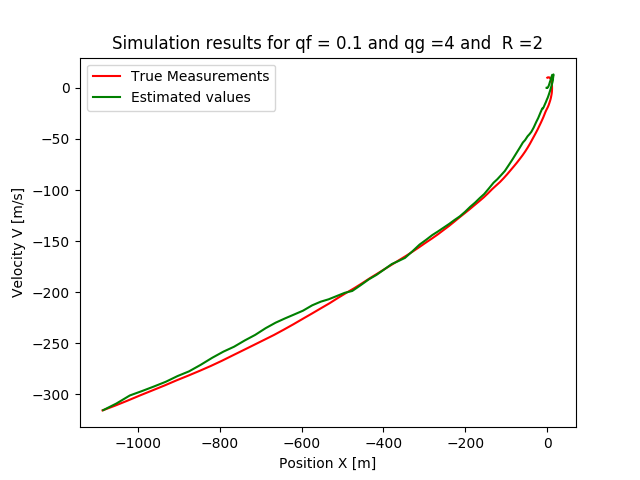 Simulation results for qf = 0.1 and qg =4 and  R =2
True Measurements
Estimated values
0
−50
−100
−150
−200
−250
−300
Velocity V [m/s]
−1000
−800
−600
−400
−200
0
Position X [m]